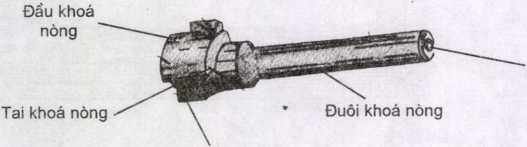 Đầu khoá
nòng
Tai khoá nòng
Đuôi khoá nòng